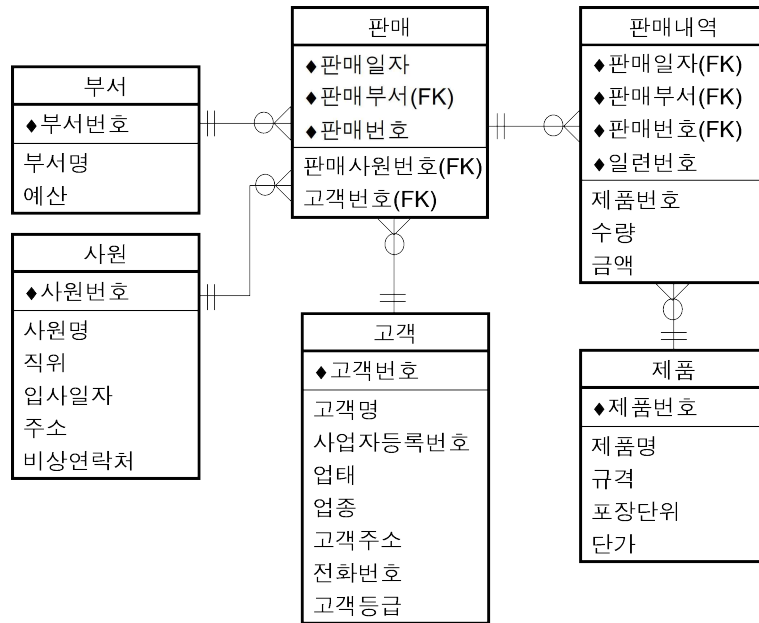 부서
◆부서번호
부서명
예산
사원
◆사원번호
사원명
직위
입사일자
주소
비상연락처
판매
◆판매일자
◆판매부서(FK)
◆판매번호
판매사원번호(FK)
고객번호(FK)
고객
◆고객번호
고객명
사업자등록번호
업태
업종
고객주소
전화번호
고객등급
판매내역
◆판매일자(FK)
◆판매부서(FK)
◆판매번호(FK)
◆일련번호
제품번호
수량
금액
제품
◆제품번호
제품명
규격
포장단위
단가